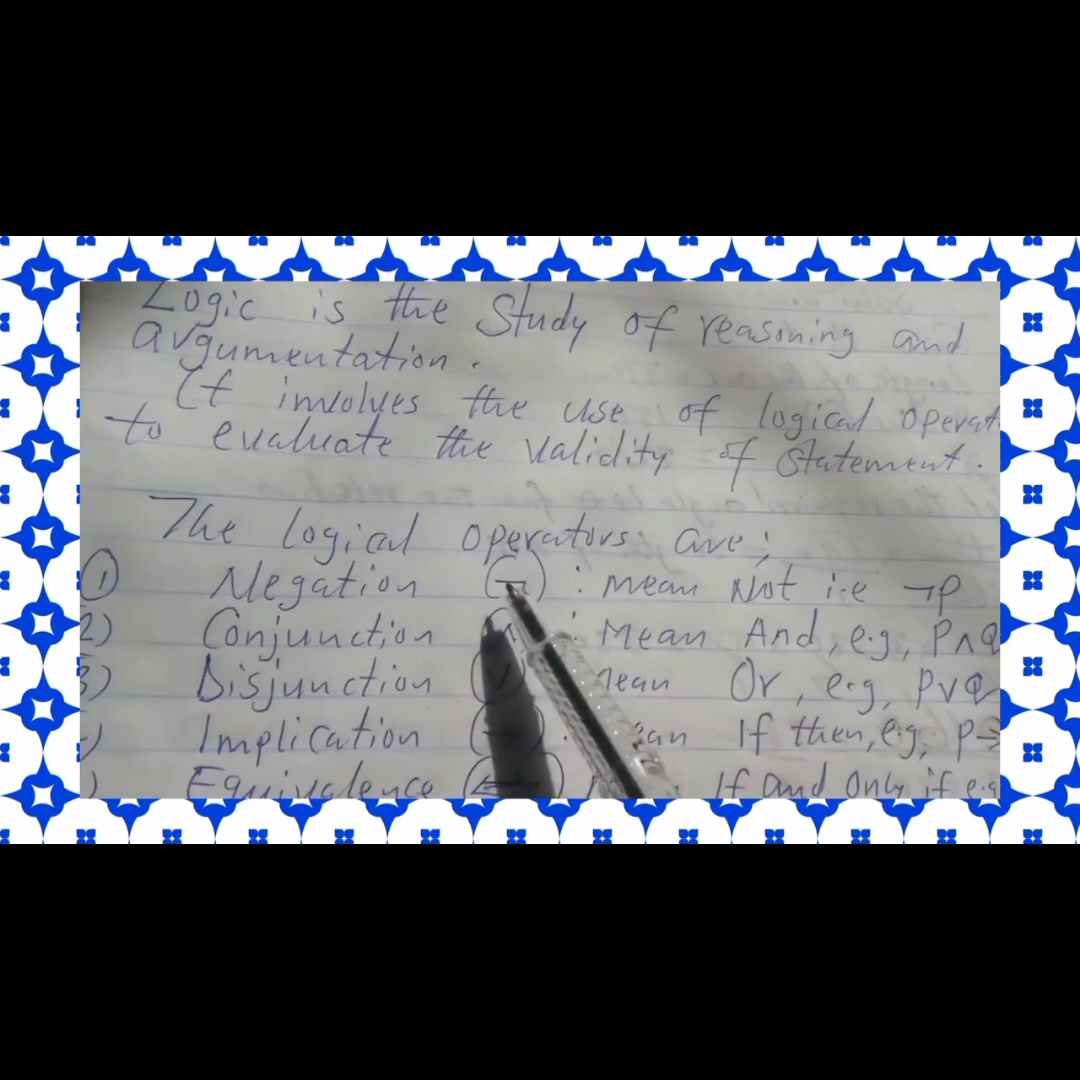 Logic is the Study of reasoning and
argumentation.
It involves the use of logical operat
to evaluate the validity of statement.
The logical operators are;
1) Negation (¬) : mean Not i.e ¬P
2) Conjunction : Mean And, e.g, P∧Q
3) Disjunction (∨) mean Or, e.g, P∨Q
Implication If then, e.g, P→
Equivalence If and Only if e.g